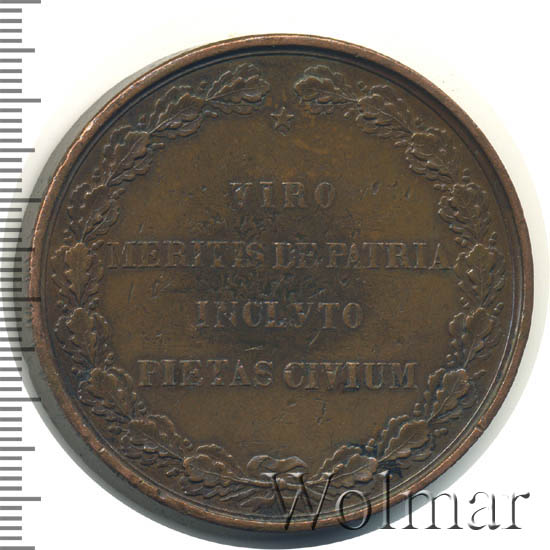 VIRO
MERITIS DE PATRIA
INCLYTO
PIETAS CIVIUM
Wolmar